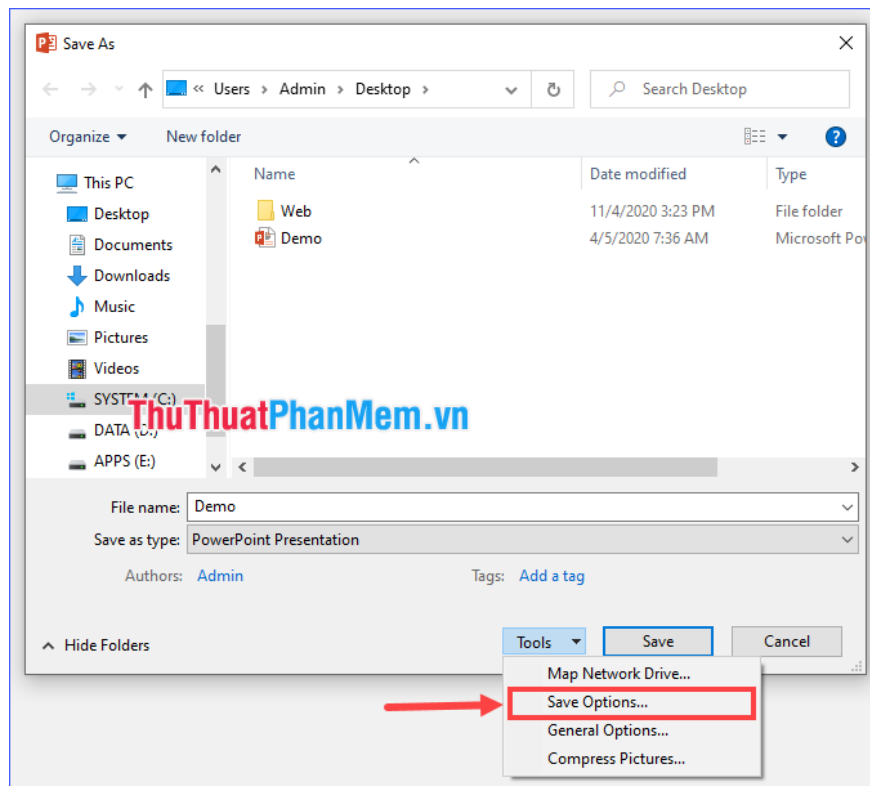 Save As
« Users › Admin › Desktop ›
Search Desktop
Organize
New folder
Name
Date modified
Type
This PC
Desktop
Documents
Downloads
Music
Pictures
Videos
SYSTEM (C:)
DATA (D:)
APPS (E:)
Web 11/4/2020 3:23 PM File folder
Demo 4/5/2020 7:36 AM Microsoft
ThuThuatPhanMem.vn
File name: Demo
Save as type: PowerPoint Presentation
Authors: Admin Tags: Add a tag
Hide Folders
Tools Save Cancel
Map Network Drive...
Save Options...
General Options...
Compress Pictures...